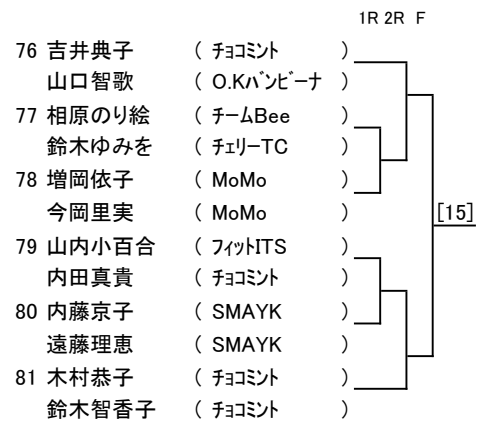 1R 2R F
76 吉井典子 ( チョコミント )
山口智歌 ( O.Kバンビーナ )
77 相原のり絵 ( チームBee )
鈴木ゆみを ( チェリーTC )
78 増岡依子 ( MoMo )
今岡里実 ( MoMo )
[15]
79 山内小百合 ( フィットITS )
内田真貴 ( チョコミント )
80 内藤京子 ( SMAYK )
遠藤理恵 ( SMAYK )
81 木村恭子 ( チョコミント )
鈴木智香子 ( チョコミント )